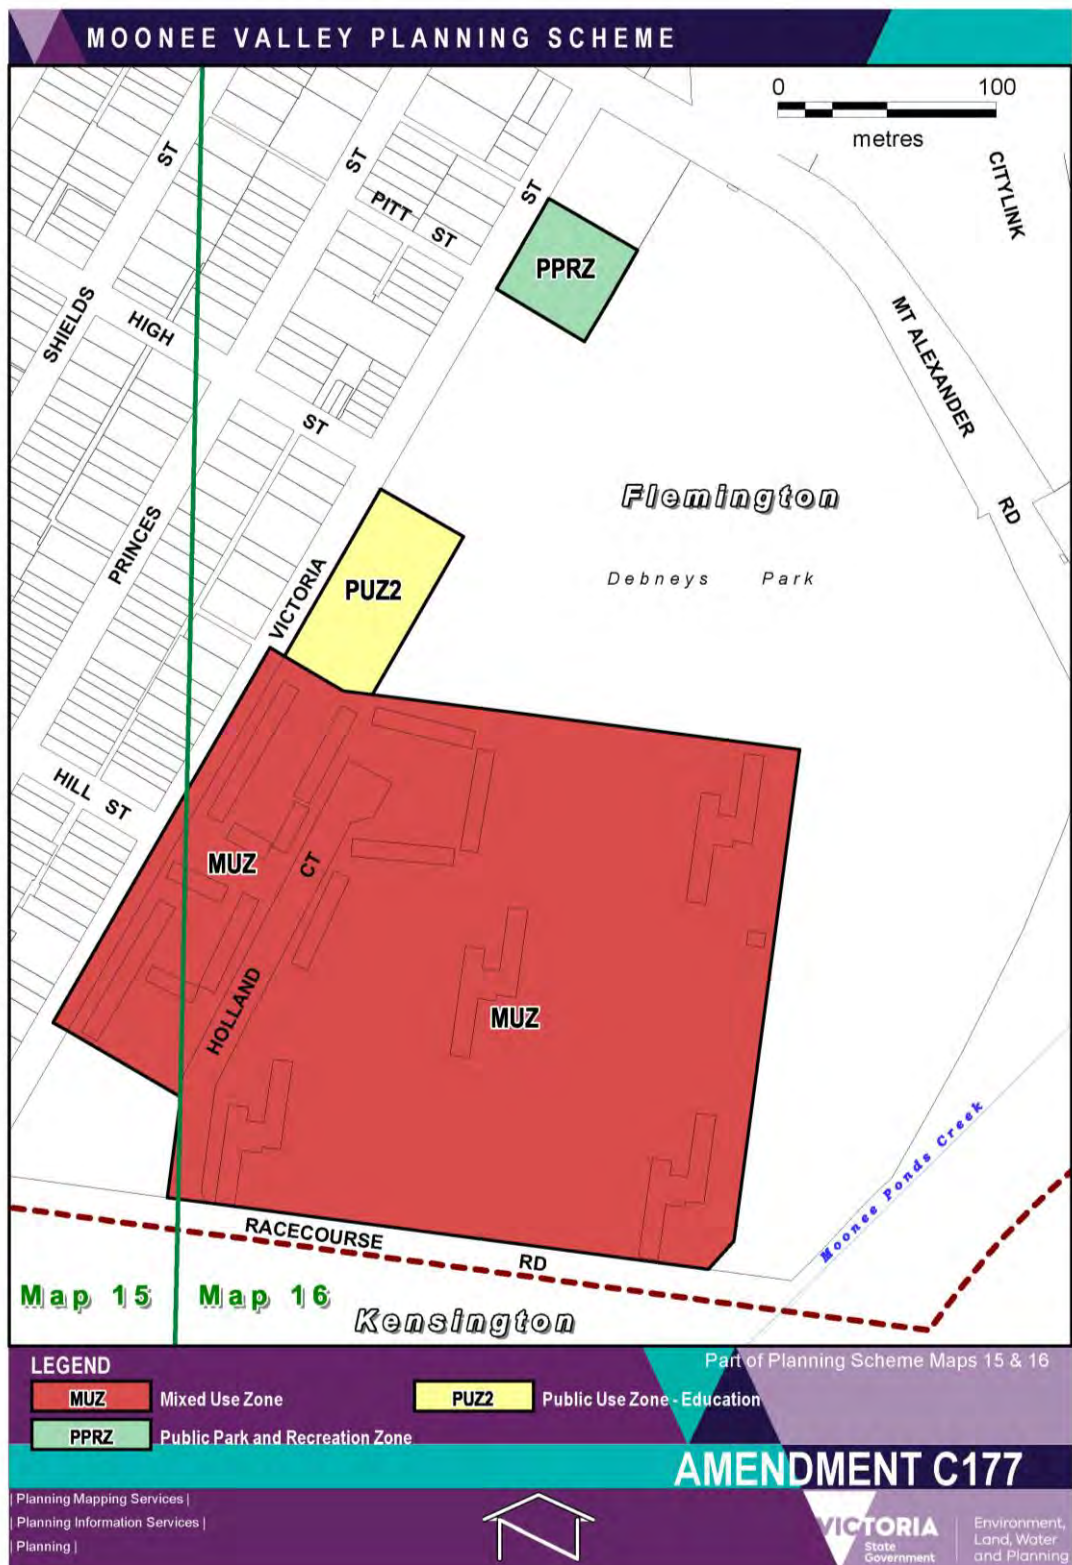 MOONEE VALLEY PLANNING SCHEME
0 100
metres
CITYLINK
ST
ST
PITT ST
ST
PPRZ
SHIELDS
HIGH
ST
MT ALEXANDER
RD
Flemington
Debneys Park
PRINCES
VICTORIA
PUZ2
HILL ST
MUZ
CT
HOLLAND
MUZ
Moonee Ponds Creek
RACECOURSE
RD
Map 15 Map 16
Kensington
LEGEND
Part of Planning Scheme Maps 15 & 16
MUZ Mixed Use Zone
PUZ2 Public Use Zone - Education
PPRZ Public Park and Recreation Zone
AMENDMENT C177
| Planning Mapping Services |
| Planning Information Services |
| Planning |
VICTORIA
State
Government
Environment,
Land, Water
and Planning